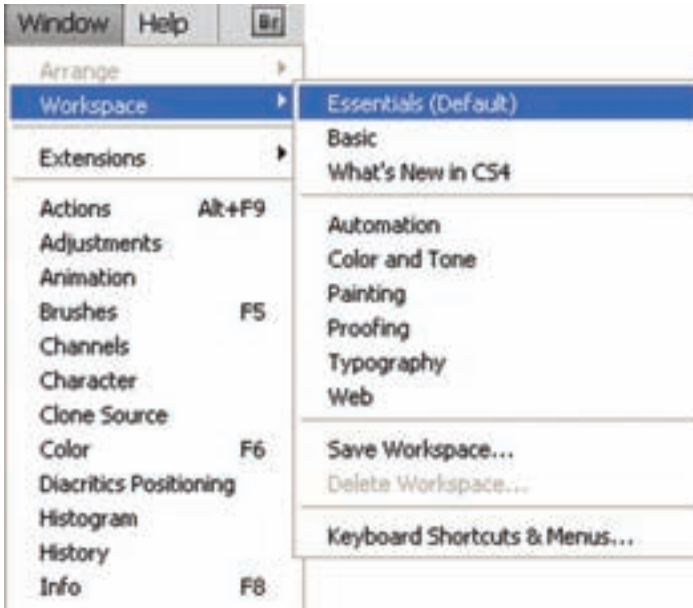 Window Help Br
Arrange
Workspace
Extensions
Actions Alt+F9
Adjustments
Animation
Brushes F5
Channels
Character
Clone Source
Color F6
Diacritics Positioning
Histogram
History
Info F8
Essentials (Default)
Basic
What's New in CS4
Automation
Color and Tone
Painting
Proofing
Typography
Web
Save Workspace...
Delete Workspace...
Keyboard Shortcuts & Menus...